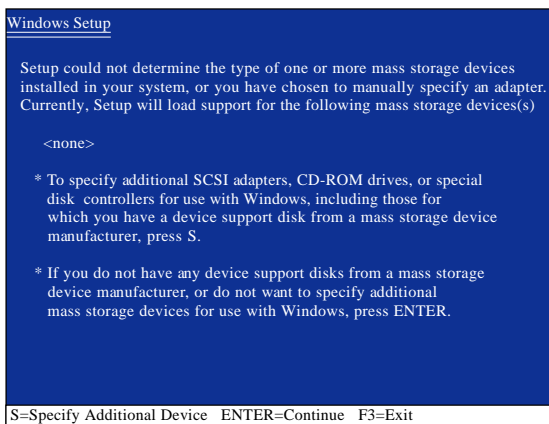 Windows Setup
Setup could not determine the type of one or more mass storage devices
installed in your system, or you have chosen to manually specify an adapter.
Currently, Setup will load support for the following mass storage devices(s)
<none>
* To specify additional SCSI adapters, CD-ROM drives, or special
disk controllers for use with Windows, including those for
which you have a device support disk from a mass storage device
manufacturer, press S.
* If you do not have any device support disks from a mass storage
device manufacturer, or do not want to specify additional
mass storage devices for use with Windows, press ENTER.
S=Specify Additional Device ENTER=Continue F3=Exit